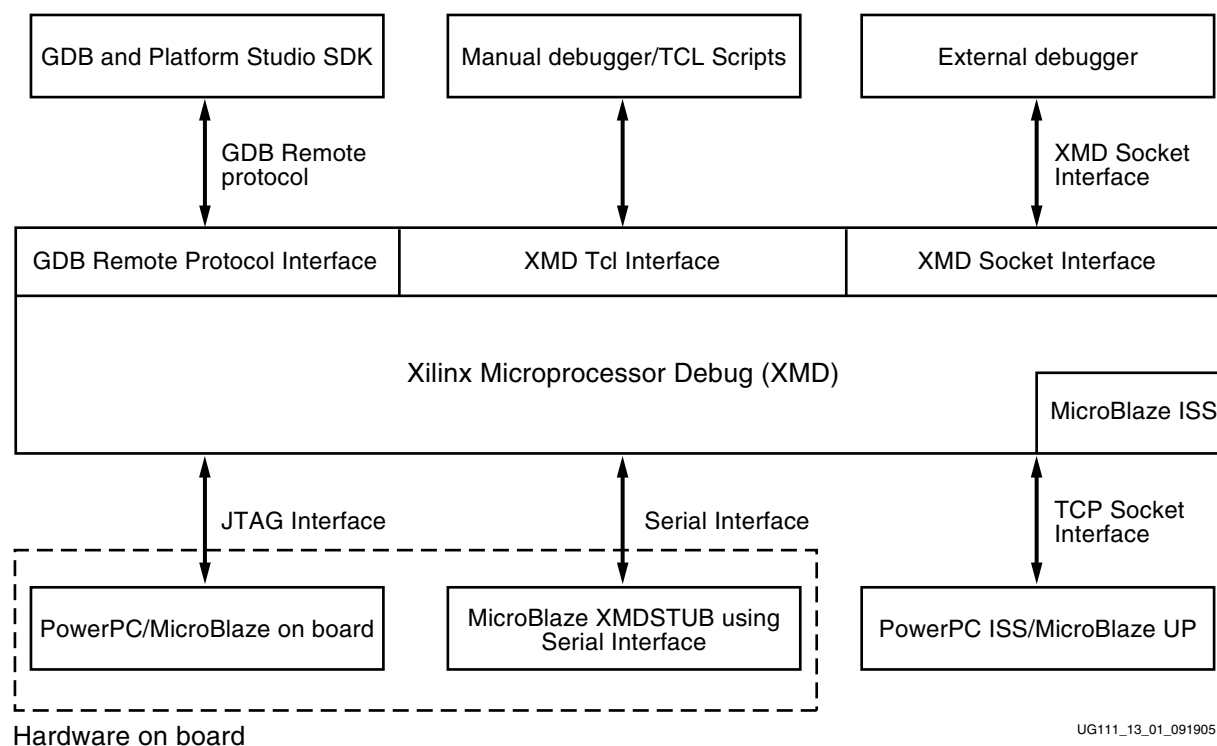 GDB and Platform Studio SDK
Manual debugger/TCL Scripts
External debugger
GDB Remote
protocol
XMD Socket
Interface
GDB Remote Protocol Interface
XMD Tcl Interface
XMD Socket Interface
Xilinx Microprocessor Debug (XMD)
MicroBlaze ISS
JTAG Interface
Serial Interface
TCP Socket
Interface
PowerPC/MicroBlaze on board
MicroBlaze XMDSTUB using
Serial Interface
PowerPC ISS/MicroBlaze UP
Hardware on board
UG111_13_01_091905